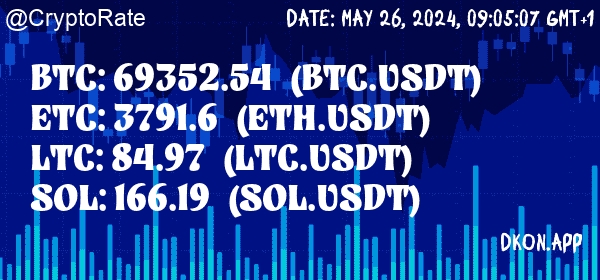 @CryptoRate
DATE: MAY 26, 2024, 09:05:07 GMT+1
BTC: 69352.54 (BTC.USDT)
ETC: 3791.6 (ETH.USDT)
LTC: 84.97 (LTC.USDT)
SOL: 166.19 (SOL.USDT)
DKON.APP